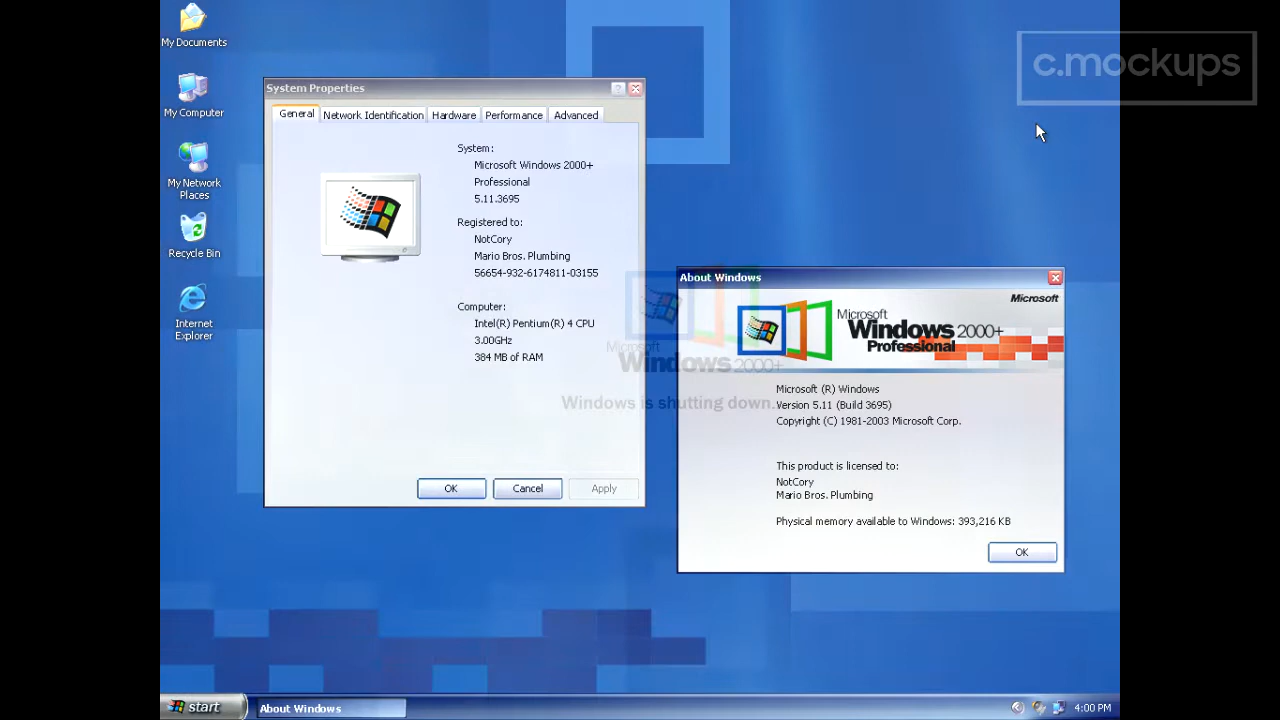 My Documents
My Computer
My Network
Places
Recycle Bin
Internet
Explorer
c.mockups
System Properties
General
Network Identification
Hardware
Performance
Advanced
System:
Microsoft Windows 2000+
Professional
5.11.3695
Registered to:
NotCory
Mario Bros. Plumbing
56654-932-6174811-03155
Computer:
Intel(R) Pentium(R) 4 CPU
3.00GHz
384 MB of RAM
OK
Cancel
Apply
Microsoft
Windows 2000+
Windows is shutting down.
About Windows
Microsoft
Microsoft
Windows 2000+
Professional
Microsoft (R) Windows
Version 5.11 (Build 3695)
Copyright (C) 1981-2003 Microsoft Corp.
This product is licensed to:
NotCory
Mario Bros. Plumbing
Physical memory available to Windows: 393,216 KB
OK
start
About Windows
4:00 PM